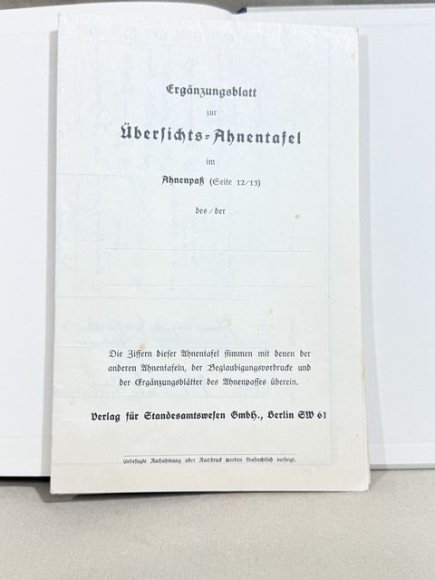 Ergänzungsblatt
zur
Übersichts-Ahnentafel
im
Ahnenpaß (Seite 12/13)
des/der
Die Ziffern dieser Ahnentafel stimmen mit denen der
anderen Ahnentafeln, der Beglaubigungsvordrucke und
der Ergänzungsblätter des Ahnenpasses überein.
Verlag für Standesamtswesen GmbH., Berlin SW 61
Unbefugte Nachahmung oder Nachdruck werden strafrechtlich verfolgt.